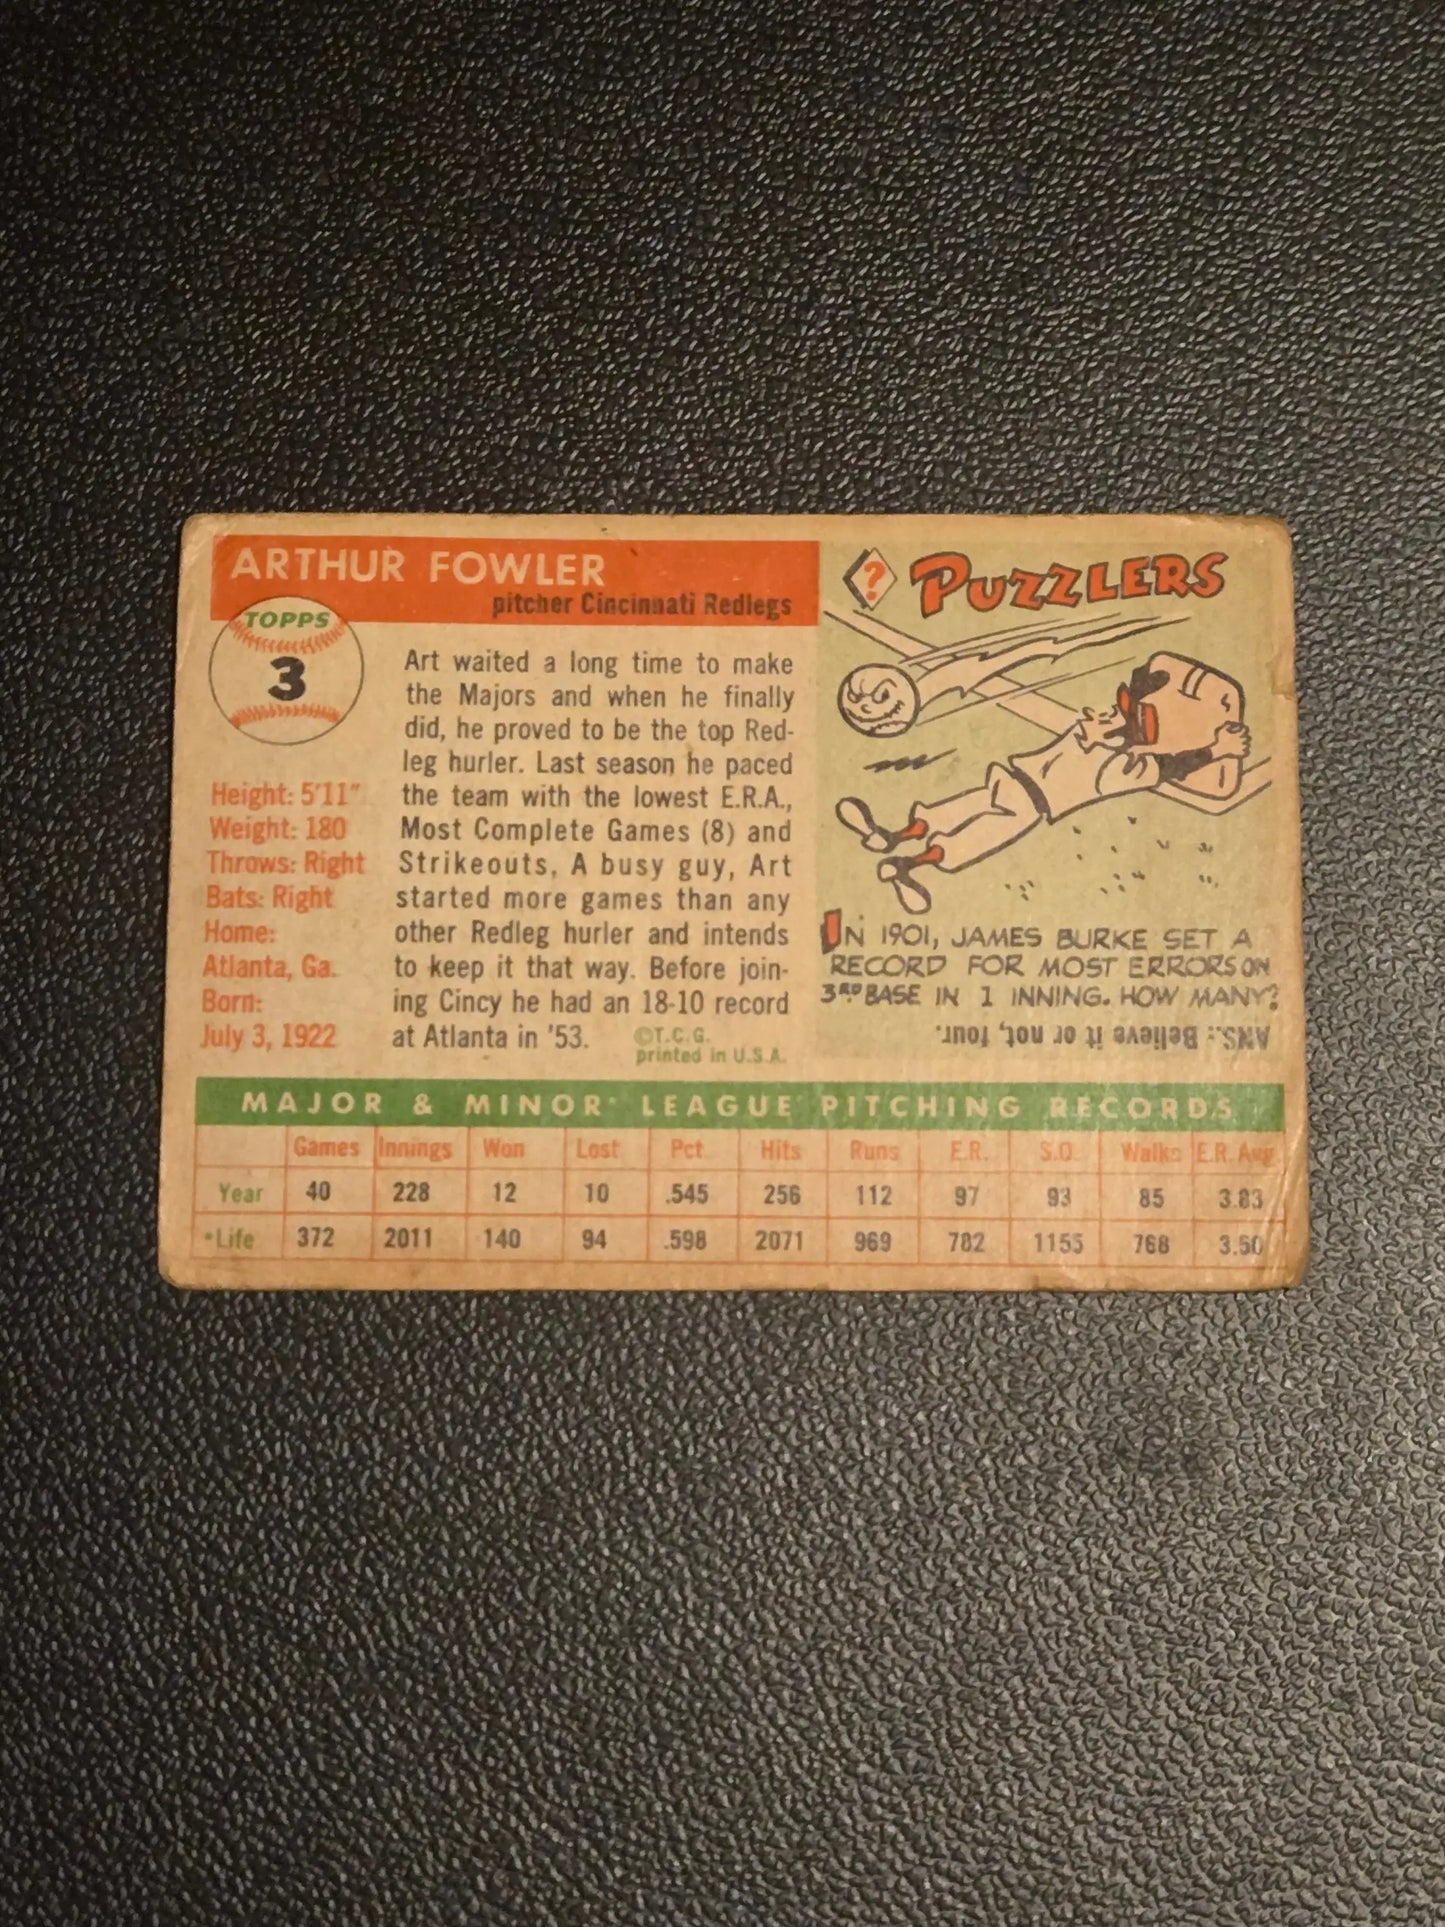 ARTHUR FOWLER
pitcher Cincinnati Redlegs
TOPPS
3
Height: 5'11"
Weight: 180
Throws: Right
Bats: Right
Home:
Atlanta, Ga.
Born:
July 3, 1922
Art waited a long time to make
the Majors and when he finally
did, he proved to be the top Red-
leg hurler. Last season he paced
the team with the lowest E.R.A.,
Most Complete Games (8) and
Strikeouts. A busy guy, Art
started more games than any
other Redleg hurler and intends
to keep it that way. Before join-
ing Cincy he had an 18-10 record
at Atlanta in '53.
©T.C.G.
printed in U.S.A.
? PUZZLERS
IN 1901, JAMES BURKE SET A
RECORD FOR MOST ERRORS ON
3RD BASE IN 1 INNING. HOW MANY?
ANS.: Believe it or not, four.
MAJOR & MINOR LEAGUE PITCHING RECORDS
Games Innings Won Lost Pct Hits Runs E.R. S.O. Walks E.R. Avg
Year 40 228 12 10 .545 256 112 97 93 85 3.83
•Life 372 2011 140 94 .598 2071 969 782 1155 768 3.50